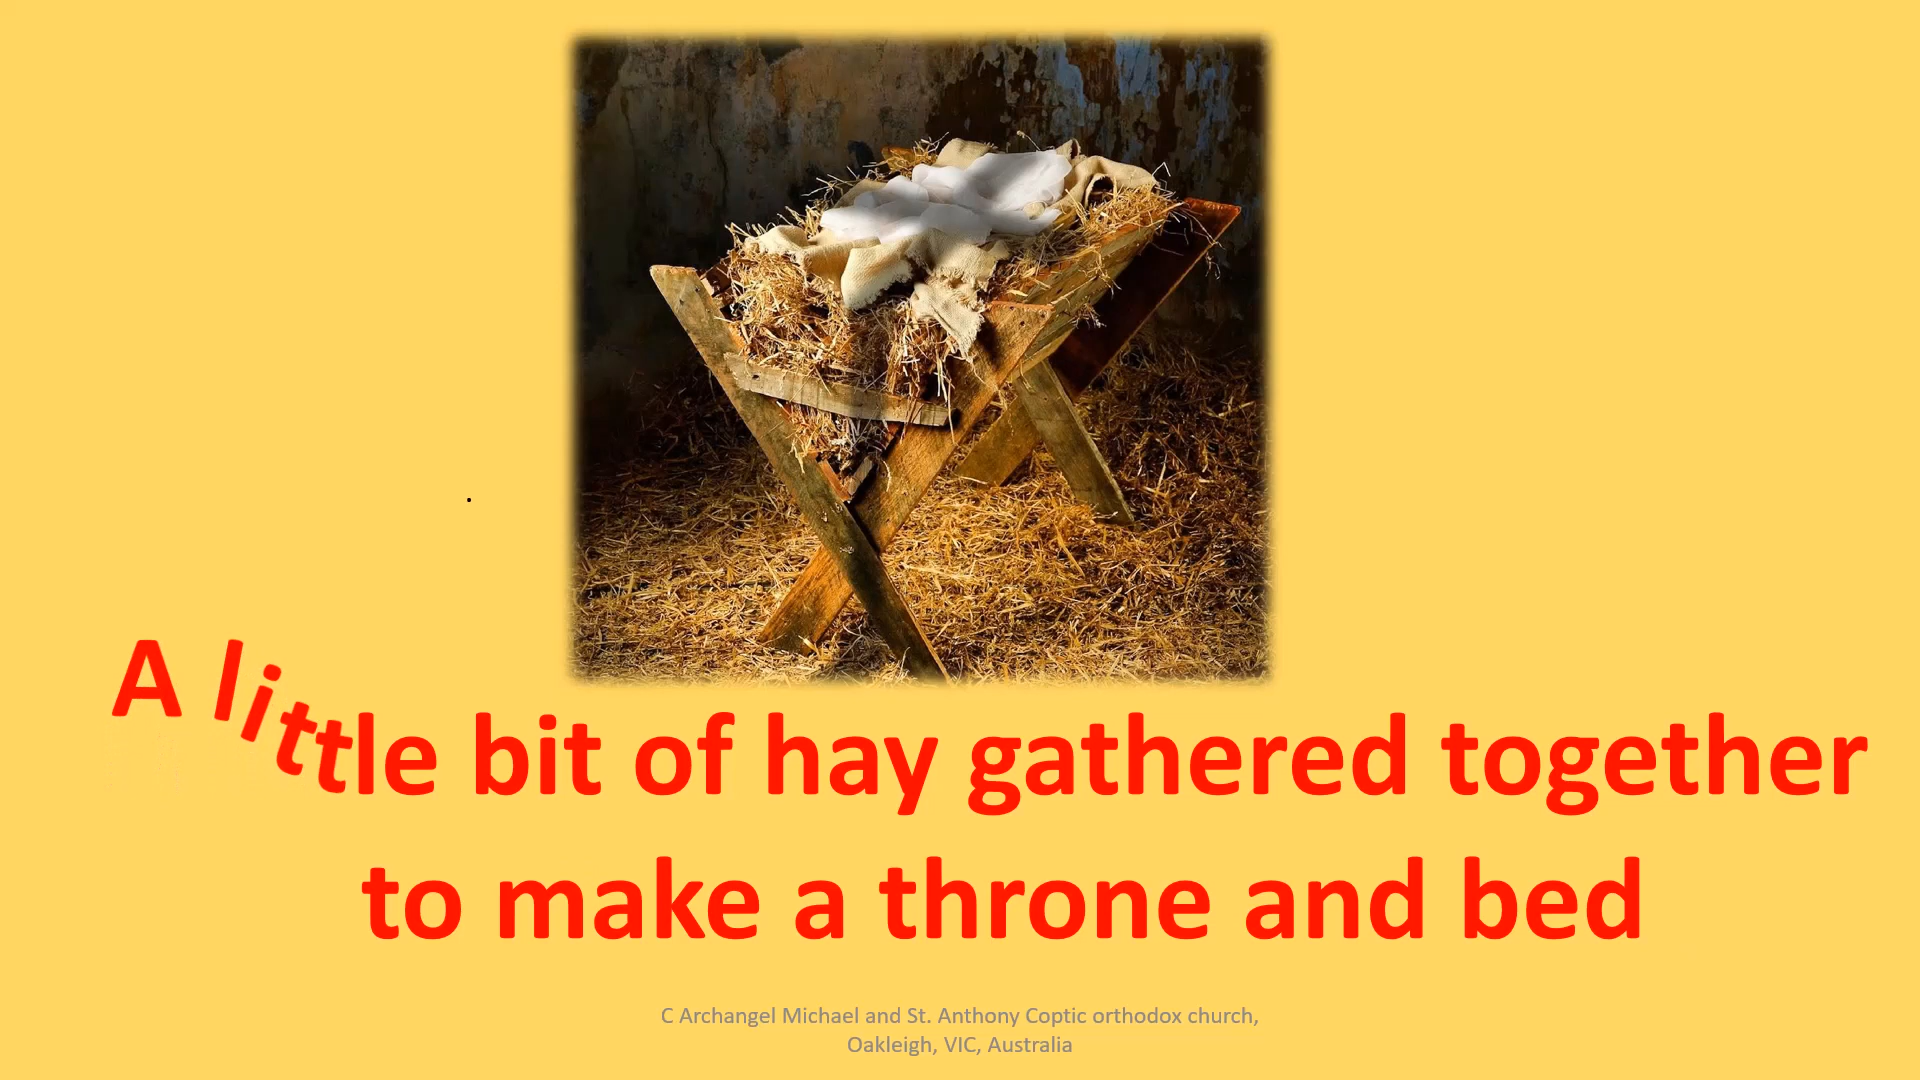 A little bit of hay gathered together
to make a throne and bed
C Archangel Michael and St. Anthony Coptic orthodox church,
Oakleigh, VIC, Australia